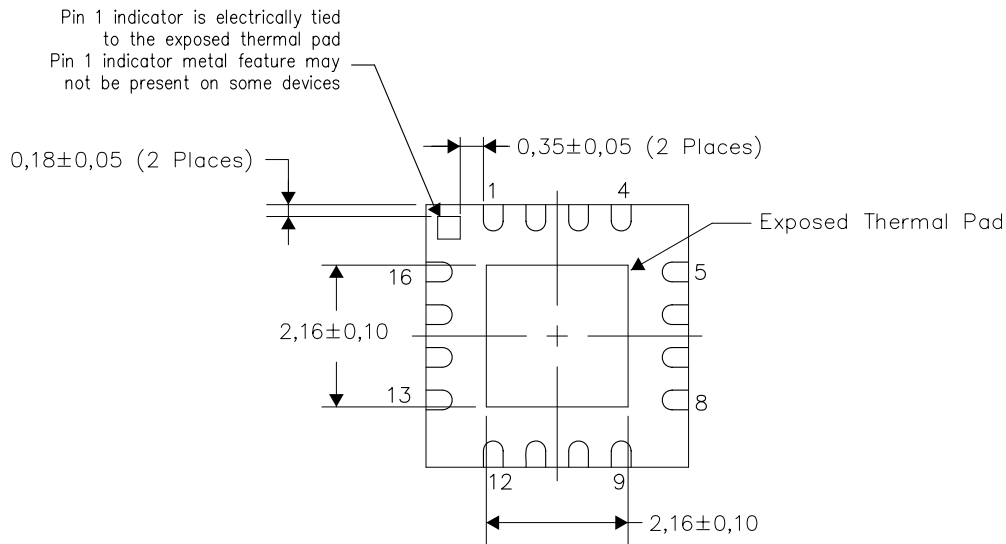 Pin 1 indicator is electrically tied
to the exposed thermal pad
Pin 1 indicator metal feature may
not be present on some devices
0,18±0,05 (2 Places)
0,35±0,05 (2 Places)
1
4
Exposed Thermal Pad
16
5
2,16±0,10
13
8
12
9
2,16±0,10